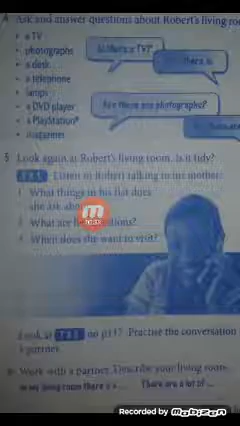 4 Ask and answer questions about Robert's living
• a TV
• photographs
• a desk
• a telephone
• lamps
• a DVD player
• a PlayStation®
• magazines
Is there a TV?
there is.
Are there any photographs?
5 Look again at Robert's living room. Is it tidy?
Listen to Robert talking to his mother.
1 What things in his flat does
she ask about
2 What are questions?
When does she want to visit?
Look at on p117. Practise the conversation
a partner.
6 Work with a partner. Describe your living room.
In my living room there's a ...
There are a lot of ...
Recorded by Mobizen